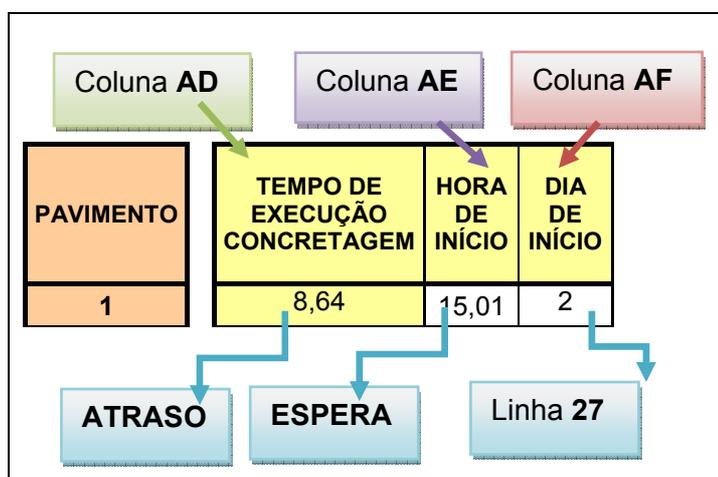 Coluna AD
Coluna AE
Coluna AF
PAVIMENTO
TEMPO DE
EXECUÇÃO
CONCRETAGEM
HORA
DE
INÍCIO
DIA
DE
INÍCIO
1
8,64
15,01
2
ATRASO
ESPERA
Linha 27